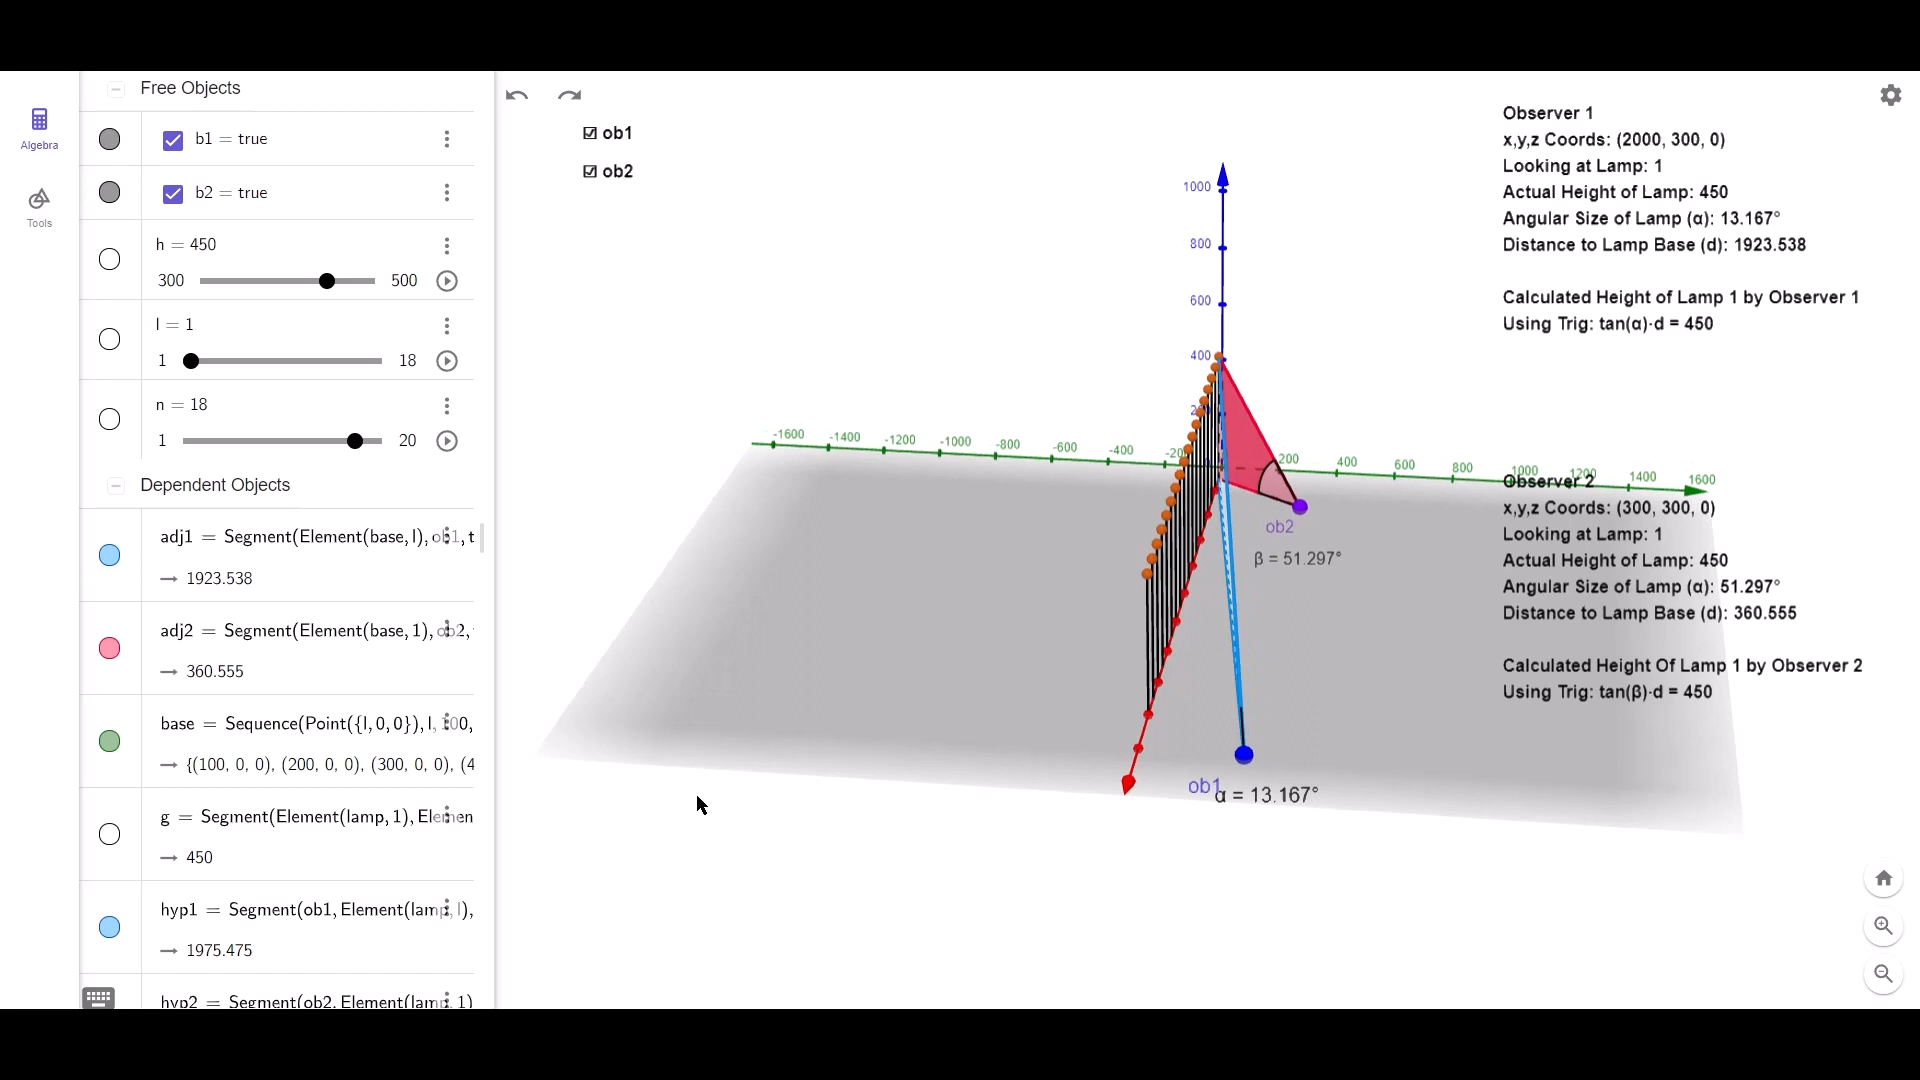 Free Objects
Algebra
b1 = true
Tools
b2 = true
h = 450
300
500
l = 1
1
18
n = 18
1
20
Dependent Objects
adj1 = Segment(Element(base, l), ob1, t
→ 1923.538
adj2 = Segment(Element(base, 1), ob2,
→ 360.555
base = Sequence(Point({l, 0, 0}), l, 100,
→ {(100, 0, 0), (200, 0, 0), (300, 0, 0), (4
g = Segment(Element(lamp, 1), Elemen
→ 450
hyp1 = Segment(ob1, Element(lamp, l),
→ 1975.475
hyp2 = Segment(ob2, Element(lamp, 1)
ob1
ob2
1000
800
600
400
-1600
-1400
-1200
-1000
-800
-600
-400
200
400
600
800
1000
1200
1400
1600
ob2
β = 51.297°
ob1
α = 13.167°
Observer 1
x,y,z Coords: (2000, 300, 0)
Looking at Lamp: 1
Actual Height of Lamp: 450
Angular Size of Lamp (α): 13.167°
Distance to Lamp Base (d): 1923.538
Calculated Height of Lamp 1 by Observer 1
Using Trig: tan(α)·d = 450
Observer 2
x,y,z Coords: (300, 300, 0)
Looking at Lamp: 1
Actual Height of Lamp: 450
Angular Size of Lamp (α): 51.297°
Distance to Lamp Base (d): 360.555
Calculated Height Of Lamp 1 by Observer 2
Using Trig: tan(β)·d = 450